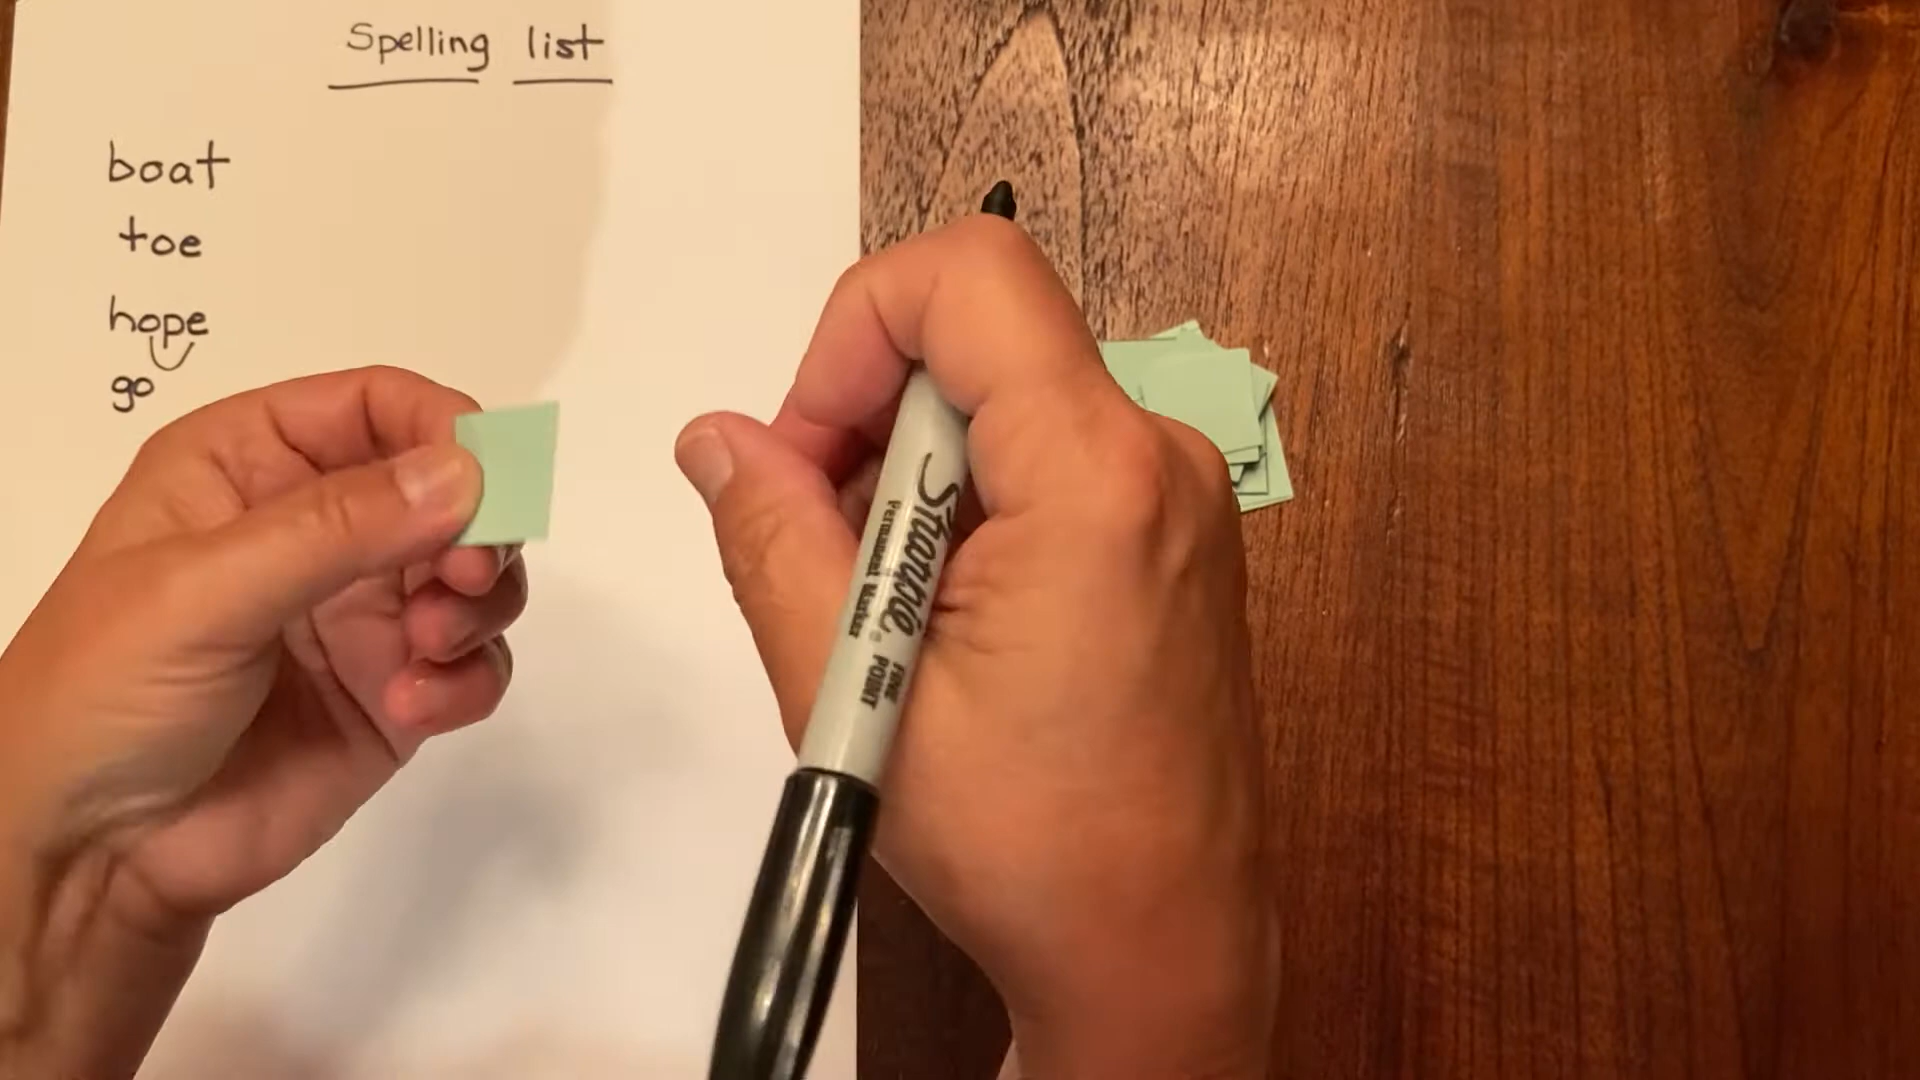 Spelling list
boat
toe
hope
go
Sharpie®
Permanent Marker
FINE
POINT